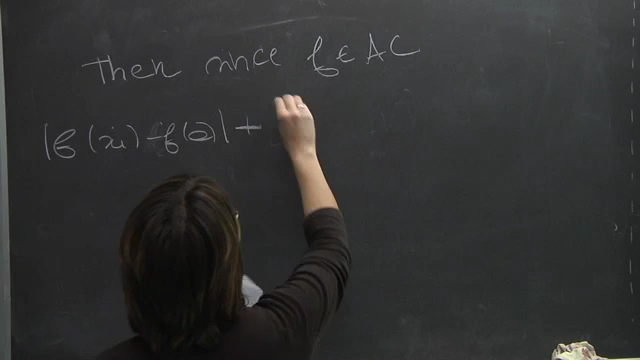 Then since f ∈ AC
|f(x₁) - f(a)| +